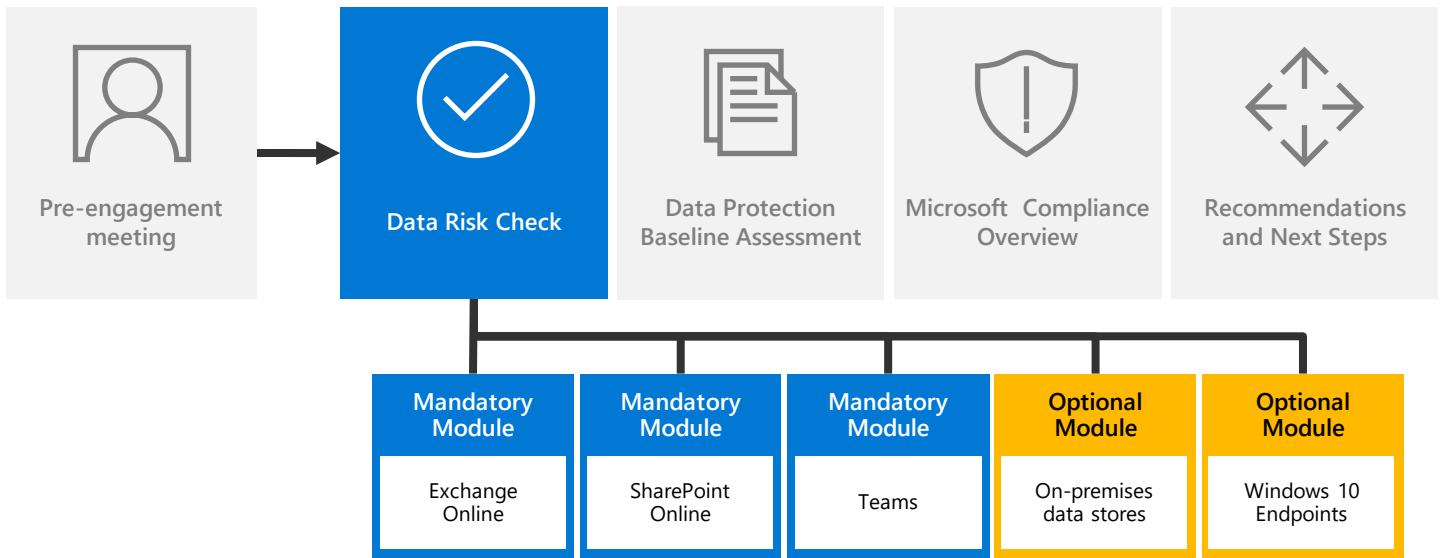 Pre-engagement
meeting
Data Risk Check
Data Protection
Baseline Assessment
Microsoft Compliance
Overview
Recommendations
and Next Steps
Mandatory
Module
Exchange
Online
Mandatory
Module
SharePoint
Online
Mandatory
Module
Teams
Optional
Module
On-premises
data stores
Optional
Module
Windows 10
Endpoints